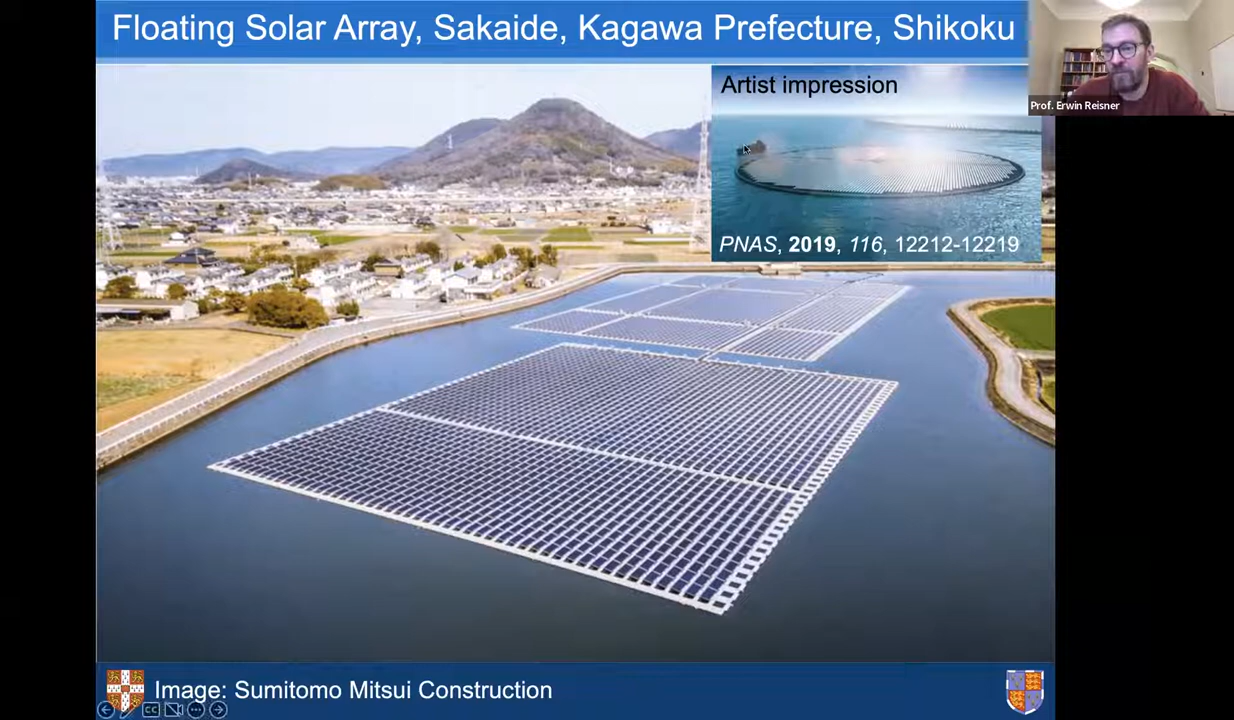 Floating Solar Array, Sakaide, Kagawa Prefecture, Shikoku
Artist impression
Prof. Erwin Reisner
PNAS, 2019, 116, 12212-12219
Image: Sumitomo Mitsui Construction
CC